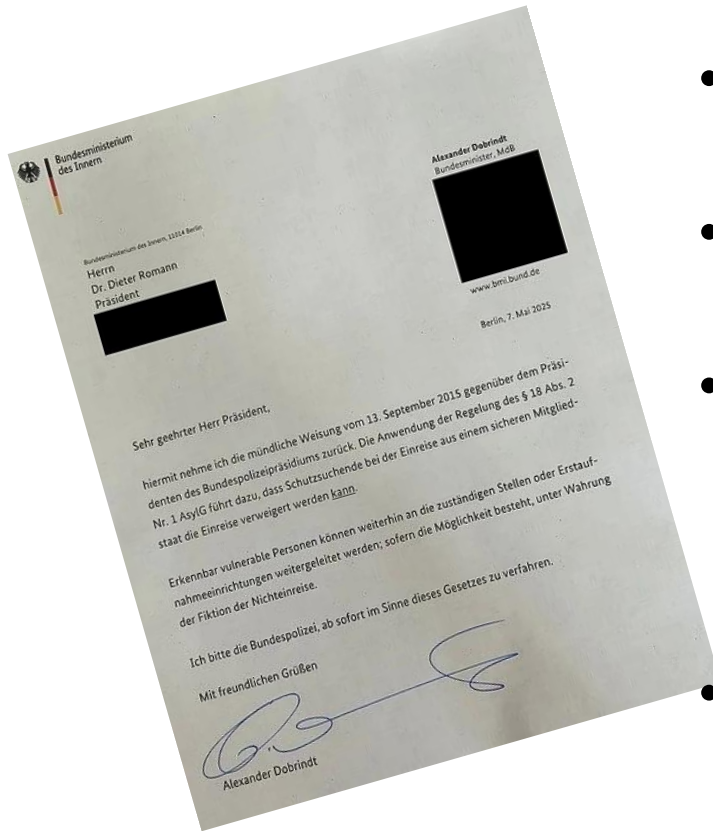 Bundesministerium
des Innern
Alexander Dobrindt
Bundesminister, MdB
Bundesministerium des Innern, 11014 Berlin
Herrn
Dr. Dieter Romann
Präsident
www.bmi.bund.de
Berlin, 7. Mai 2025
Sehr geehrter Herr Präsident,
hiermit nehme ich die mündliche Weisung vom 13. September 2015 gegenüber dem Präsi-
denten des Bundespolizeipräsidiums zurück. Die Anwendung der Regelung des § 18 Abs. 2
Nr. 1 AsylG führt dazu, dass Schutzsuchende bei der Einreise aus einem sicheren Mitglied-
staat die Einreise verweigert werden kann.
Erkennbar vulnerable Personen können weiterhin an die zuständigen Stellen oder Erstauf-
nahmeeinrichtungen weitergeleitet werden; sofern die Möglichkeit besteht, unter Wahrung
der Fiktion der Nichteinreise.
Ich bitte die Bundespolizei, ab sofort im Sinne dieses Gesetzes zu verfahren.
Mit freundlichen Grüßen
Alexander Dobrindt